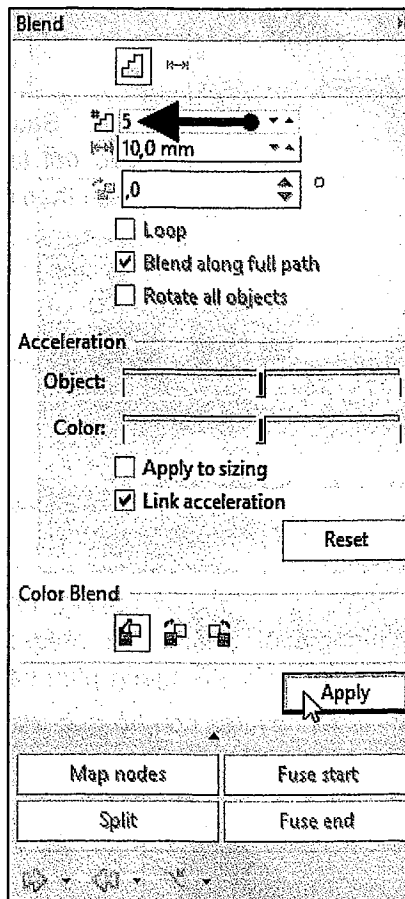 Blend
5
10,0 mm
,0 °
Loop
Blend along full path
Rotate all objects
Acceleration
Object:
Color:
Apply to sizing
Link acceleration
Reset
Color Blend
Apply
Map nodes Fuse start
Split Fuse end